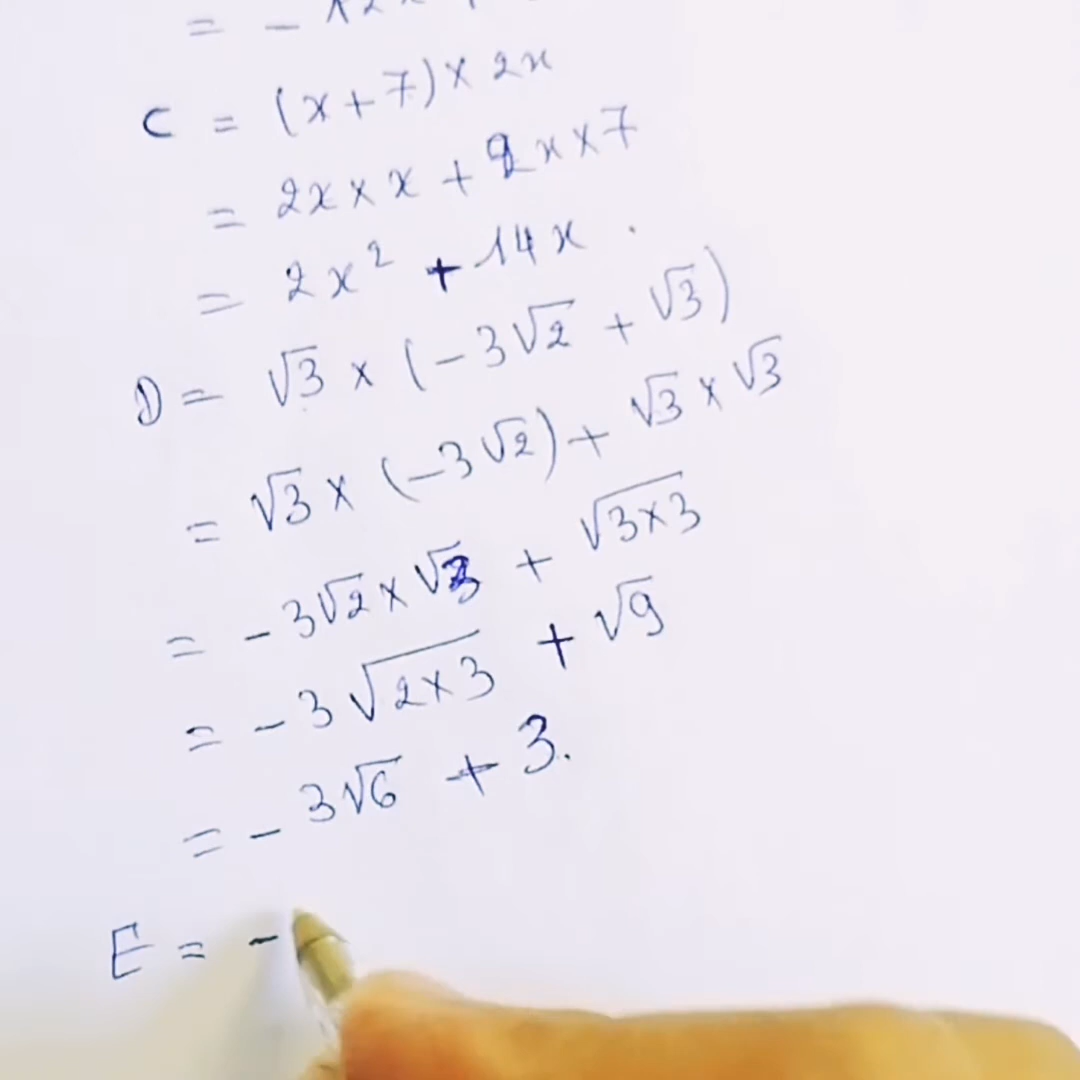 = -
C = (x+7) × 2x
= 2x × x + 2x × 7
= 2x² + 14x .
D = √3 × (-3√2 + √3)
= √3 × (-3√2) + √3 × √3
= -3√2 × √3 + √3×3
= -3√2×3 + √9
= -3√6 + 3.
E = -